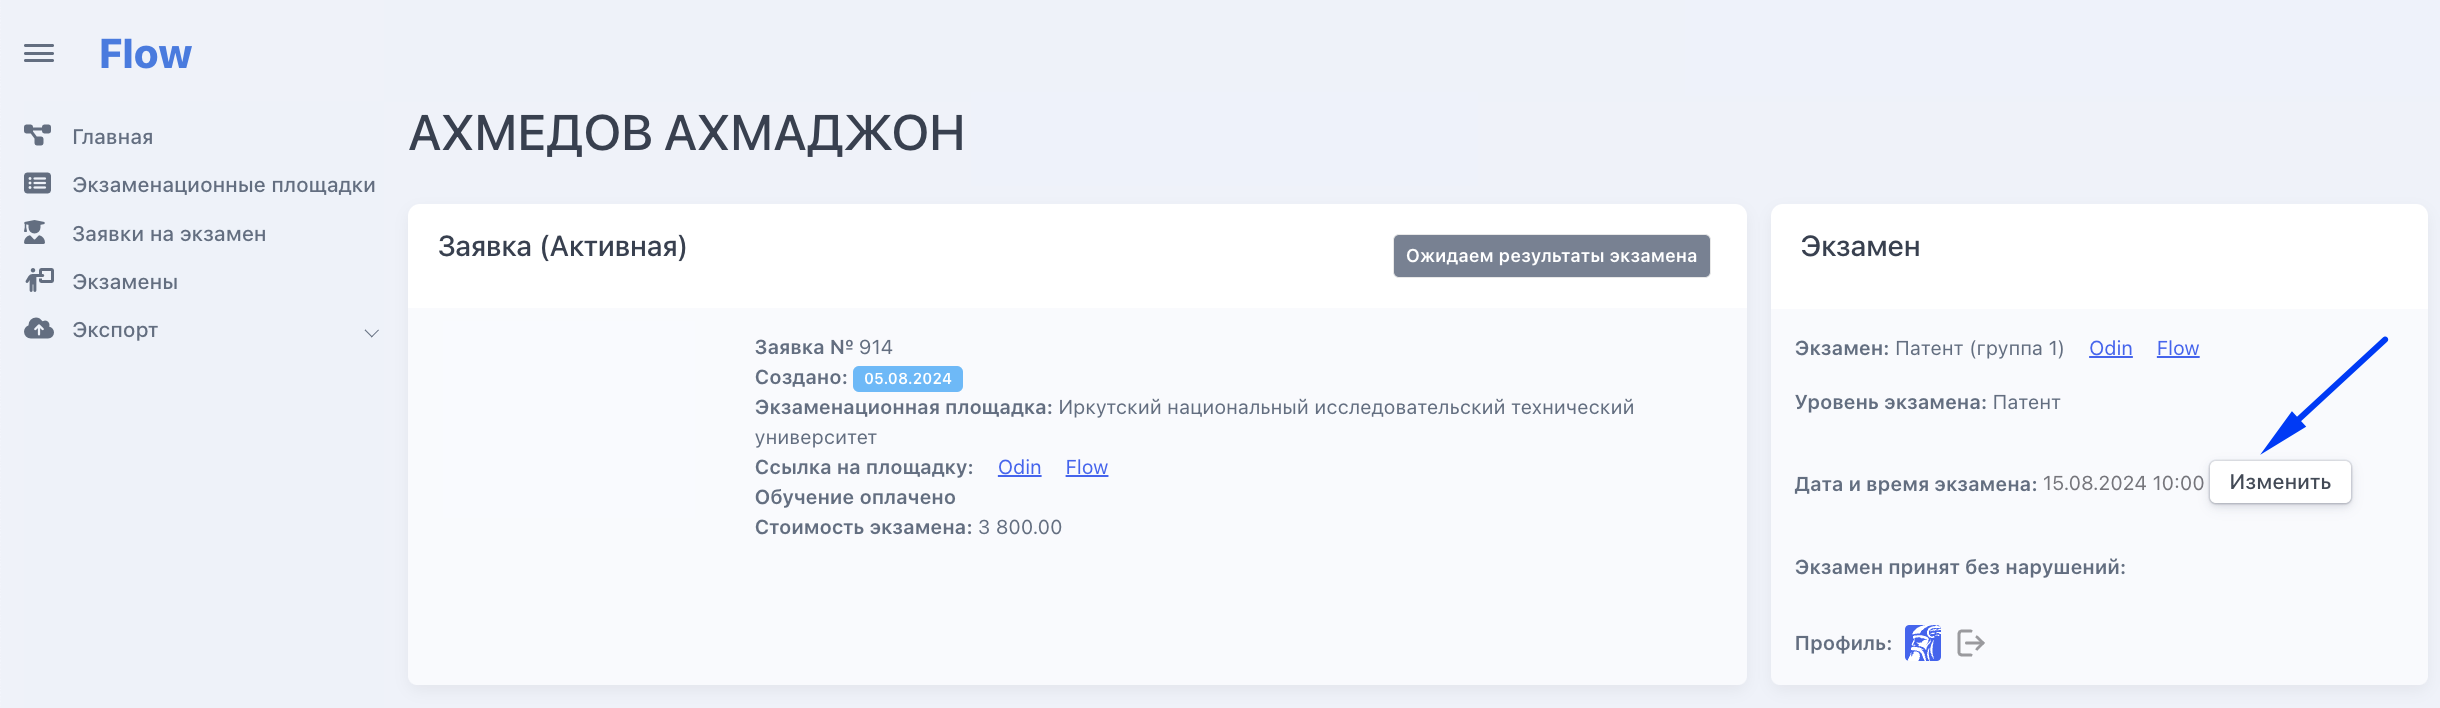 Flow
Главная
Экзаменационные площадки
Заявки на экзамен
Экзамены
Экспорт
АХМЕДОВ АХМАДЖОН
Заявка (Активная)
Ожидаем результаты экзамена
Заявка № 914
Создано: 05.08.2024
Экзаменационная площадка: Иркутский национальный исследовательский технический
университет
Ссылка на площадку: Odin Flow
Обучение оплачено
Стоимость экзамена: 3 800.00
Экзамен
Экзамен: Патент (группа 1) Odin Flow
Уровень экзамена: Патент
Дата и время экзамена: 15.08.2024 10:00 Изменить
Экзамен принят без нарушений:
Профиль: